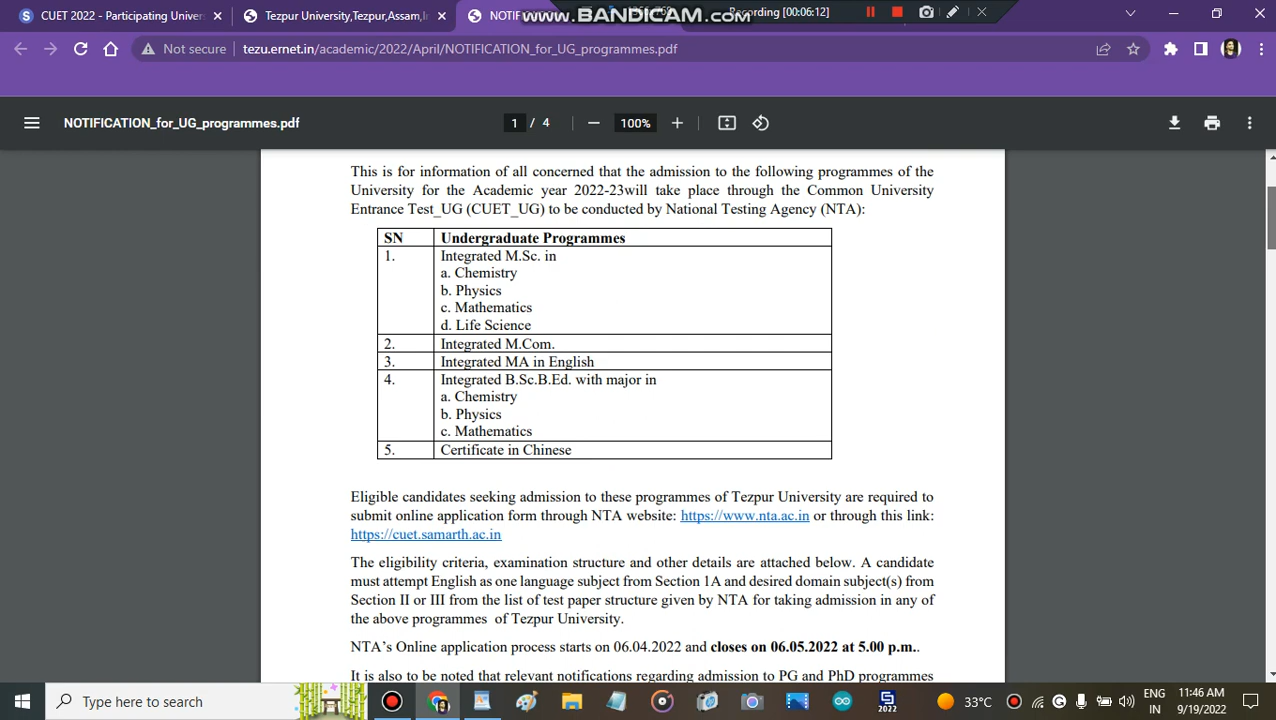 CUET 2022 - Participating Univer
Tezpur University,Tezpur,Assam,In
NOTI
www.BANDICAM.com
Recording [00:06:12]
Not secure
tezu.ernet.in/academic/2022/April/NOTIFICATION_for_UG_programmes.pdf
NOTIFICATION_for_UG_programmes.pdf
1 / 4
100%
This is for information of all concerned that the admission to the following programmes of the
University for the Academic year 2022-23will take place through the Common University
Entrance Test_UG (CUET_UG) to be conducted by National Testing Agency (NTA):
SN Undergraduate Programmes
1. Integrated M.Sc. in
a. Chemistry
b. Physics
c. Mathematics
d. Life Science
2. Integrated M.Com.
3. Integrated MA in English
4. Integrated B.Sc.B.Ed. with major in
a. Chemistry
b. Physics
c. Mathematics
5. Certificate in Chinese
Eligible candidates seeking admission to these programmes of Tezpur University are required to
submit online application form through NTA website: https://www.nta.ac.in or through this link:
https://cuet.samarth.ac.in
The eligibility criteria, examination structure and other details are attached below. A candidate
must attempt English as one language subject from Section 1A and desired domain subject(s) from
Section II or III from the list of test paper structure given by NTA for taking admission in any of
the above programmes of Tezpur University.
NTA's Online application process starts on 06.04.2022 and closes on 06.05.2022 at 5.00 p.m..
It is also to be noted that relevant notifications regarding admission to PG and PhD programmes
Type here to search
2022
33°C
ENG
IN
11:46 AM
9/19/2022